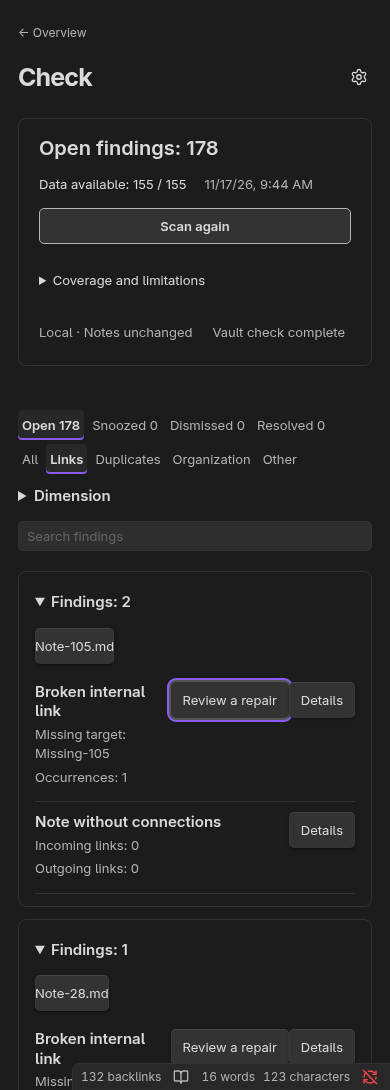 ← Overview
Check
Open findings: 178
Data available: 155 / 155 11/17/26, 9:44 AM
Scan again
Coverage and limitations
Local · Notes unchanged Vault check complete
Open 178 Snoozed 0 Dismissed 0 Resolved 0
All Links Duplicates Organization Other
Dimension
Search findings
Findings: 2
Note-105.md
Broken internal
link
Review a repair Details
Missing target:
Missing-105
Occurrences: 1
Note without connections
Details
Incoming links: 0
Outgoing links: 0
Findings: 1
Note-28.md
Broken internal
link
Review a repair Details
132 backlinks 16 words 123 characters